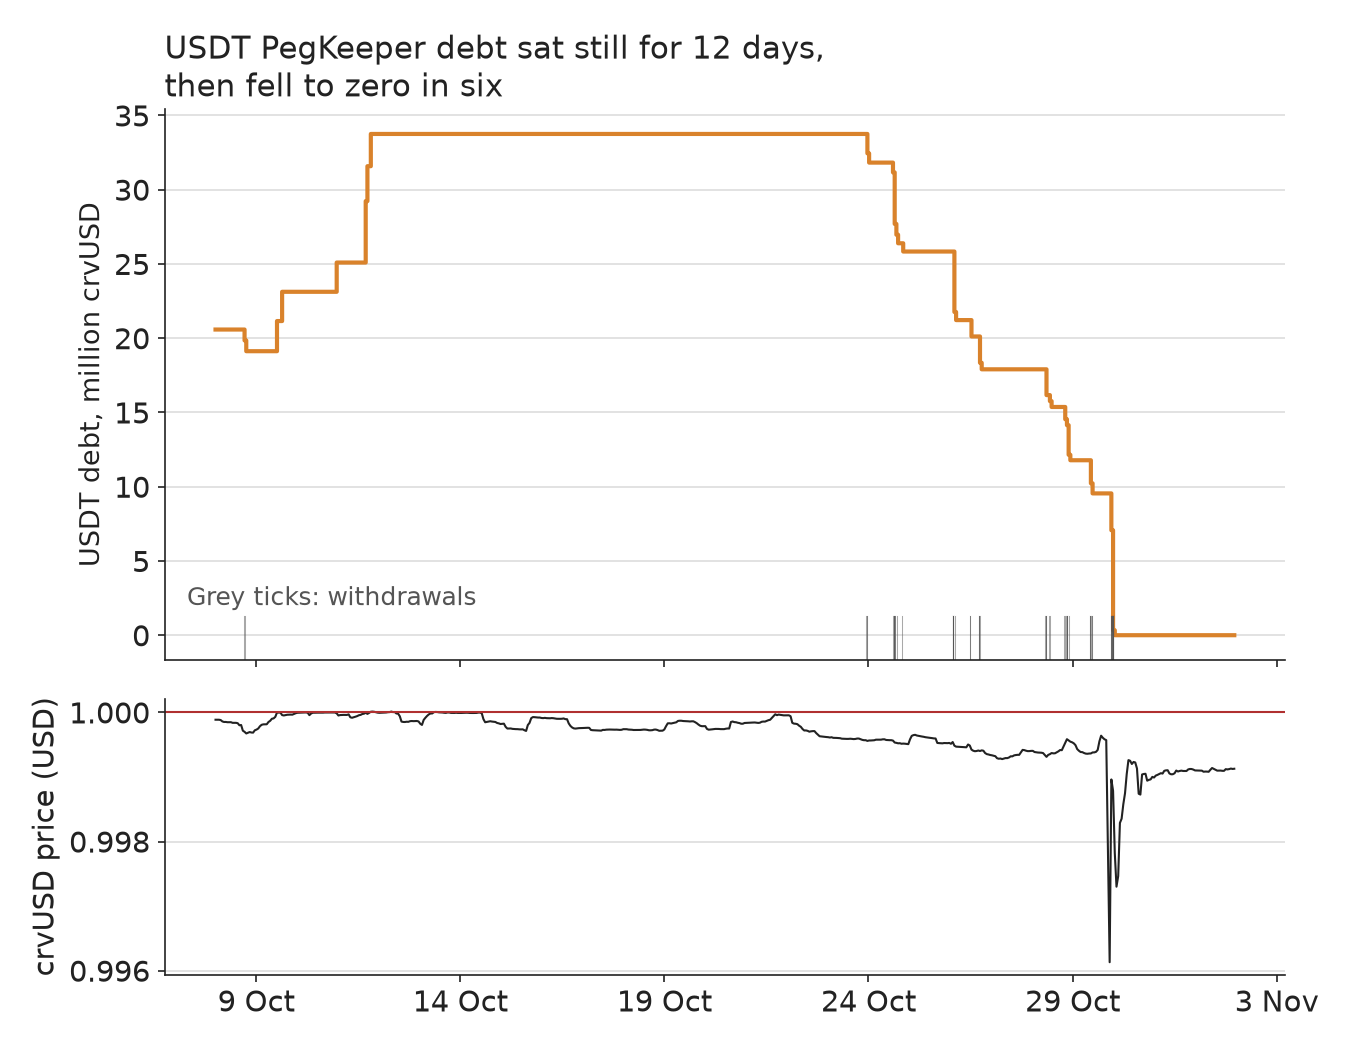 USDT PegKeeper debt sat still for 12 days,
then fell to zero in six
USDT debt, million crvUSD
35
30
25
20
15
10
5
0
Grey ticks: withdrawals
crvUSD price (USD)
1.000
0.998
0.996
9 Oct
14 Oct
19 Oct
24 Oct
29 Oct
3 Nov